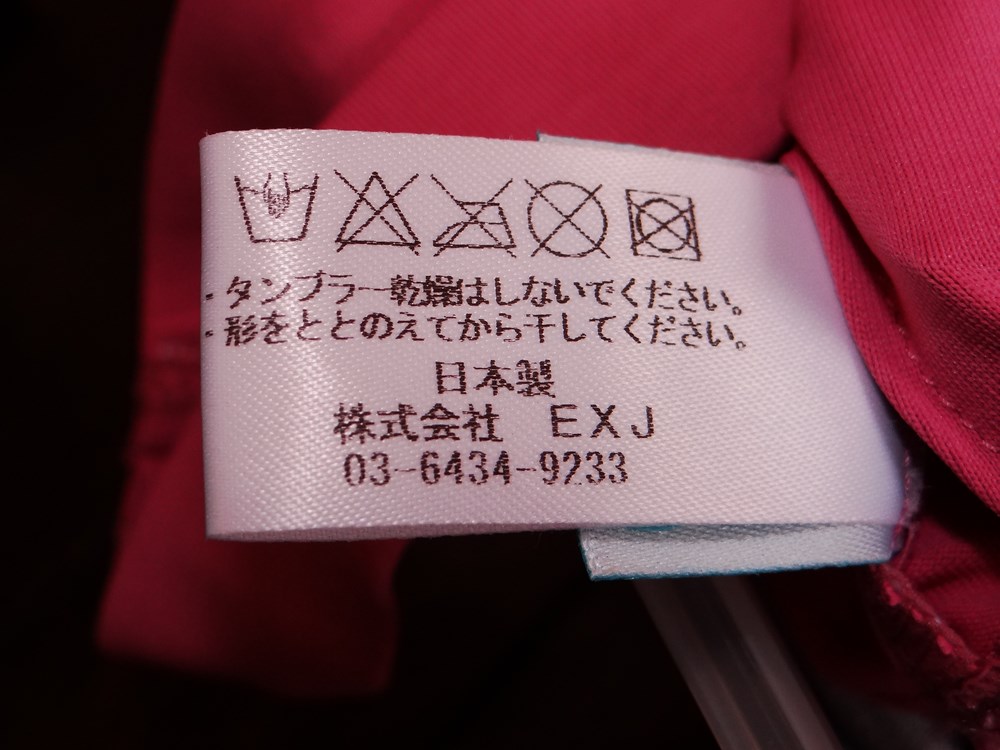 ・タンブラー乾燥はしないでください。
・形をととのえてから干してください。
日本製
株式会社 EXJ
03-6434-9233